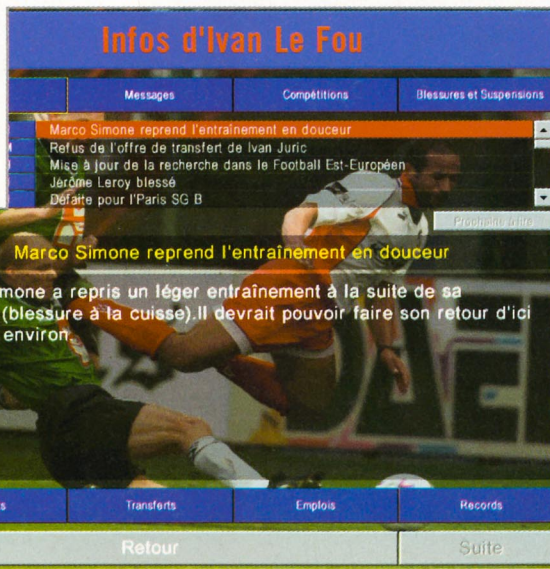 Infos d'Ivan Le Fou
Messages
Compétitions
Blessures et Suspensions
Marco Simone reprend l'entraînement en douceur
Refus de l'offre de transfert de Ivan Juric
Mise à jour de la recherche dans le Football Est-Européen
Jérôme Leroy blessé
Défaite pour l'Paris SG B
Marco Simone reprend l'entraînement en douceur
mone a repris un léger entraînement à la suite de sa
(blessure à la cuisse).Il devrait pouvoir faire son retour d'ici
environ.
s
Transferts
Emplois
Records
Retour
Suite